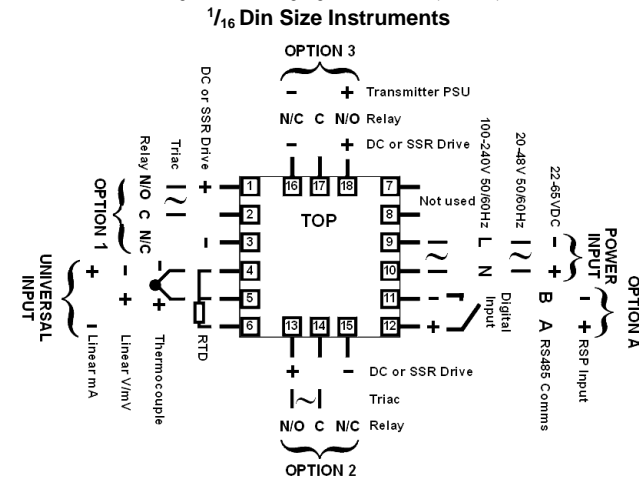 1/16 Din Size Instruments
OPTION 3
- + Transmitter PSU
N/C C N/O Relay
- + DC or SSR Drive
DC or SSR Drive
+
-
Triac
~
Relay N/O C N/C
OPTION 1
16 17 18
1
2
3
4
5
6
TOP
7
8
9
10
11
12
13 14 15
Not used
100-240V 50/60Hz
~
L
N
20-48V 50/60Hz
~
22-65VDC
- +
POWER INPUT
OPTION A
- +
Digital Input
B A RS485 Comms
- + RSP Input
UNIVERSAL INPUT
+ - Linear mA
- + Linear V/mV
- + Thermocouple
RTD
+ - DC or SSR Drive
~ Triac
N/O C N/C Relay
OPTION 2